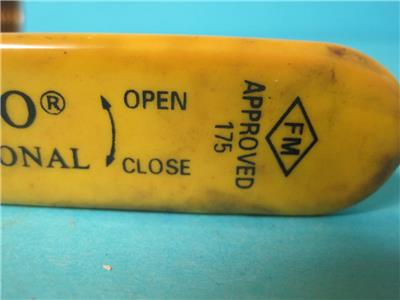 O®
ONAL
OPEN
CLOSE
APPROVED
175
FM